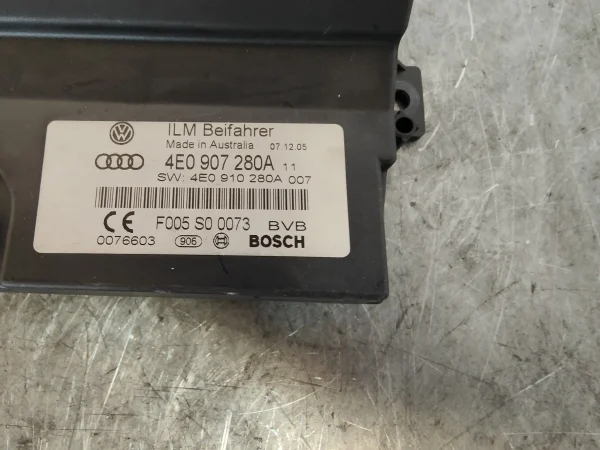 ILM Beifahrer
Made in Australia 07.12.05
4E0 907 280A 11
SW: 4E0 910 280A 007
F005 S0 0073 BVB
0076603 906 BOSCH